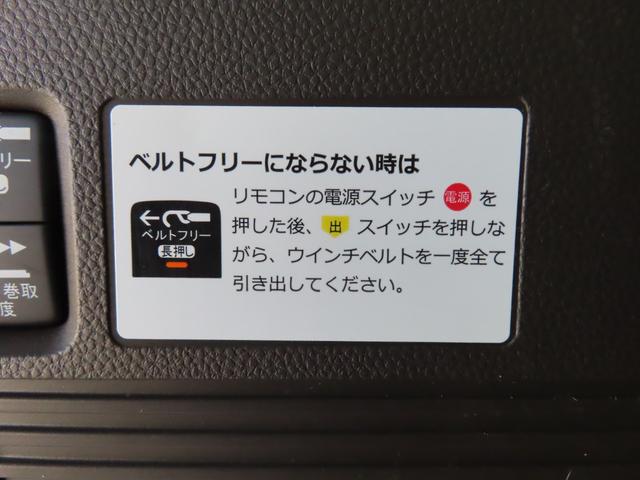 リー
巻取
度
ベルトフリーにならない時は
リモコンの電源スイッチ 電源 を
押した後、 出 スイッチを押しな
がら、ウインチベルトを一度全て
引き出してください。
ベルトフリー
長押し